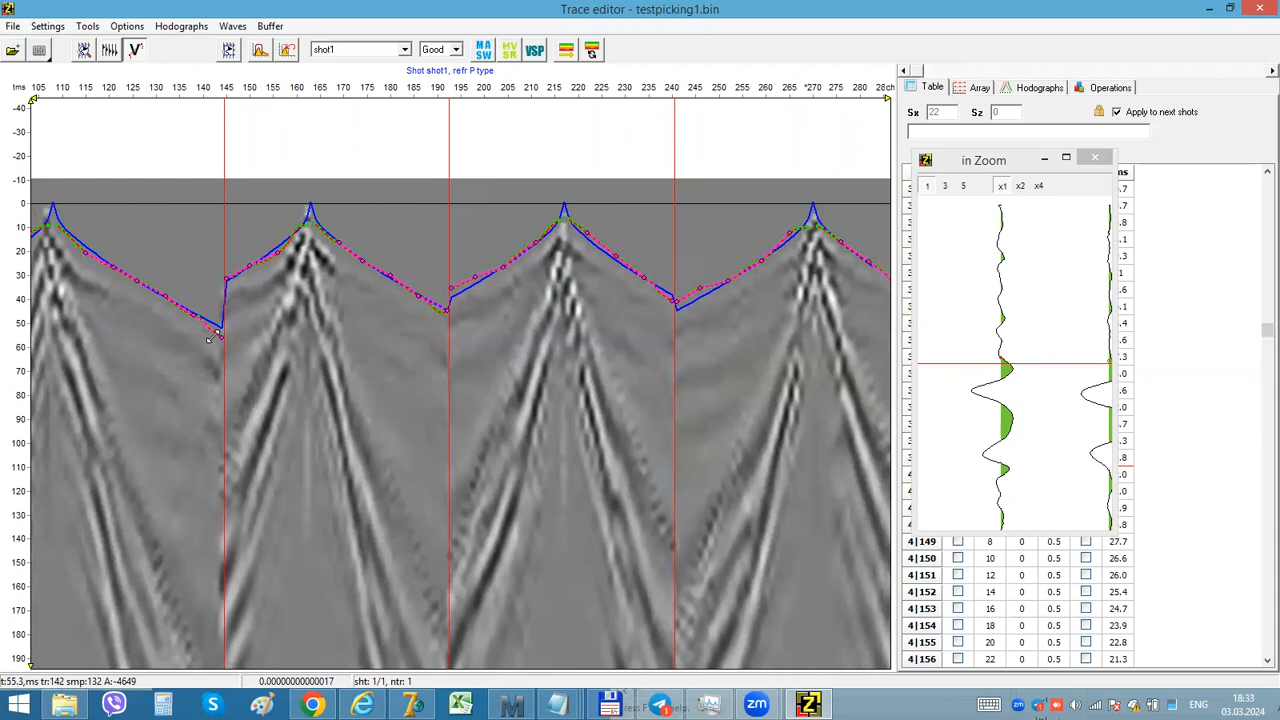 Trace editor - testpicking1.bin
File Settings Tools Options Hodographs Waves Buffer
shot1 Good MA SW HV SR VSP
Shot shot1, refr P type
1ms 105 110 115 120 125 130 135 140 145 150 155 160 165 170 175 180 185 190 195 200 205 210 215 220 225 230 235 240 245 250 255 260 265 *270 275 280 28ch
-40
-30
-20
-10
0
10
20
30
40
50
60
70
80
90
100
110
120
130
140
150
160
170
180
190
Table Array Hodographs Operations
Sx 22 Sz 0 Apply to next shots
in Zoom
1 3 5 x1 x2 x4
ms
4|149 8 0 0.5 27.7
4|150 10 0 0.5 26.6
4|151 12 0 0.5 26.0
4|152 14 0 0.5 25.4
4|153 16 0 0.5 24.7
4|154 18 0 0.5 23.9
4|155 20 0 0.5 22.8
4|156 22 0 0.5 21.3
t:55.3, tr:142 smp:132 A:-4649 0.00000000000017 sht: 1/1, ntr: 1
ENG 18:33
03.03.2024